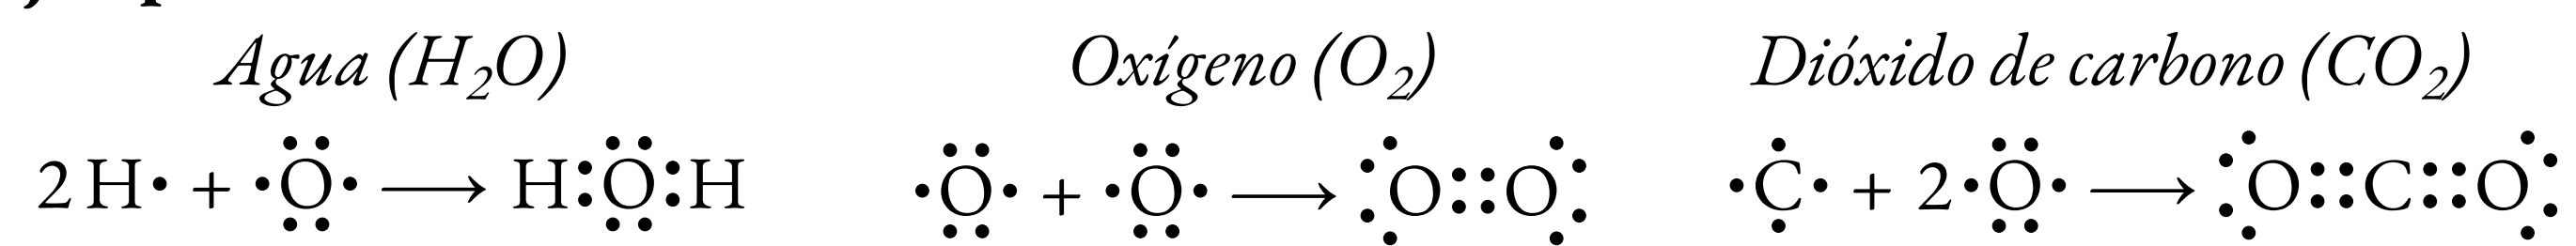 Agua (H₂O) Oxígeno (O₂) Dióxido de carbono (CO₂)
2 H· + ·Ö̤· ⟶ H:Ö̤:H ·Ö̤· + ·Ö̤· ⟶ :O::O: ·Ċ̣· + 2 ·Ö̤· ⟶ :O::C::O: